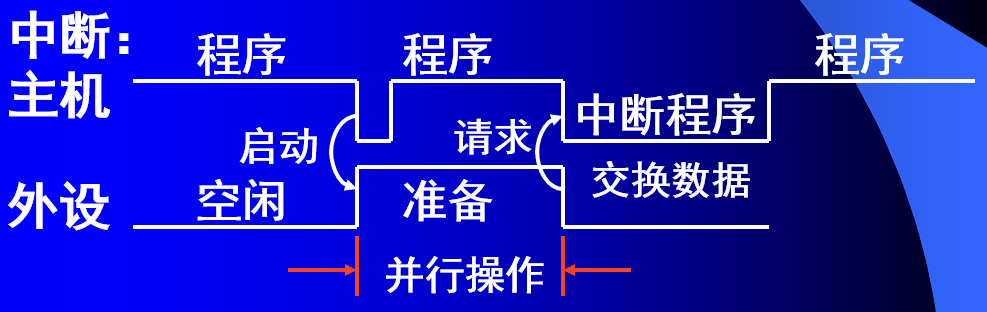 中断:
主机
程序 程序 程序
中断程序
启动 请求
交换数据
外设 空闲 准备
并行操作